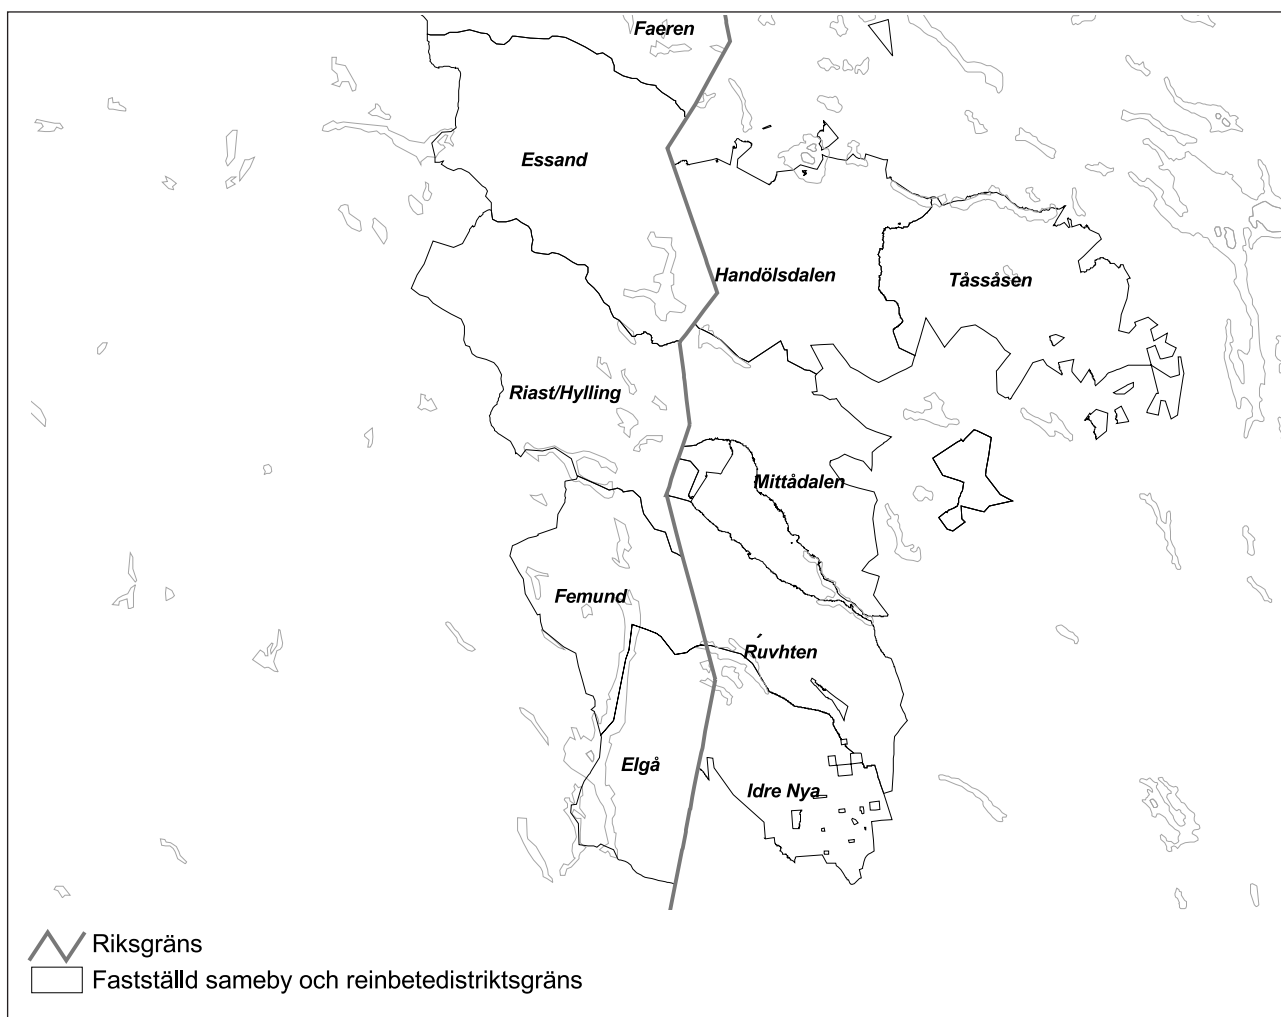 Faeren
Essand
Handölsdalen
Tåssåsen
Riast/Hylling
Mittådalen
Femund
Ruvhten
Elgå
Idre Nya
Riksgräns
Fastställd sameby och reinbetedistriktsgräns